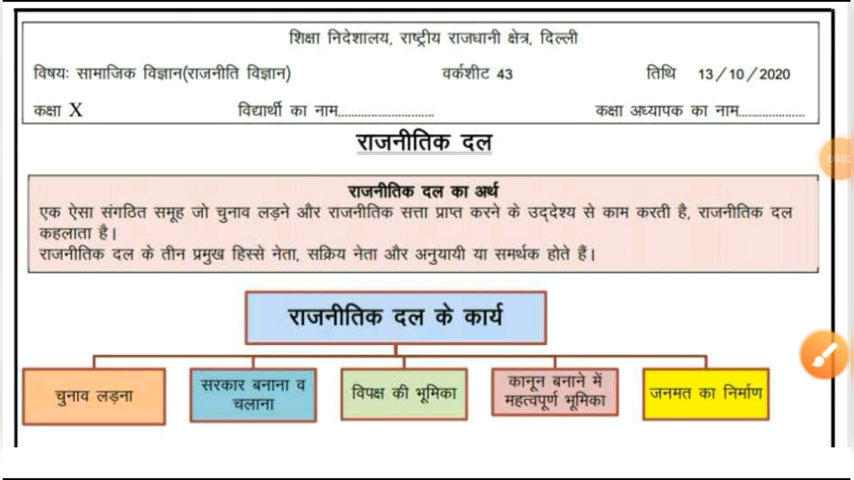 शिक्षा निदेशालय, राष्ट्रीय राजधानी क्षेत्र, दिल्ली
विषयः सामाजिक विज्ञान(राजनीति विज्ञान) वर्कशीट 43 तिथि 13/10/2020
कक्षा X विद्यार्थी का नाम............................. कक्षा अध्यापक का नाम....................
राजनीतिक दल
राजनीतिक दल का अर्थ
एक ऐसा संगठित समूह जो चुनाव लड़ने और राजनीतिक सत्ता प्राप्त करने के उद्देश्य से काम करती है, राजनीतिक दल
कहलाता है।
राजनीतिक दल के तीन प्रमुख हिस्से नेता, सक्रिय नेता और अनुयायी या समर्थक होते हैं।
राजनीतिक दल के कार्य
चुनाव लड़ना
सरकार बनाना व
चलाना
विपक्ष की भूमिका
कानून बनाने में
महत्वपूर्ण भूमिका
जनमत का निर्माण